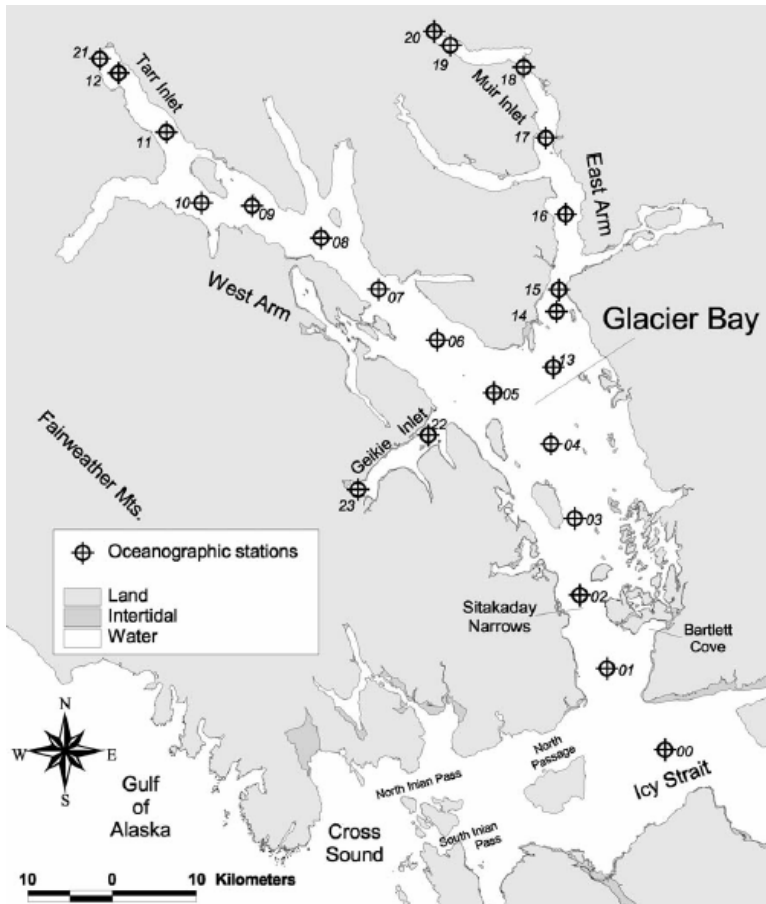 20
19
21
12
Tarr Inlet
Muir Inlet
18
11
17
East Arm
10
09
16
08
West Arm
07
15
14
Glacier Bay
06
13
05
Geikie Inlet
22
04
Fairweather Mts.
23
03
Oceanographic stations
Land
Intertidal
Water
02
Sitakaday
Narrows
Bartlett
Cove
01
N
W E
S
00
North
Passage
Icy Strait
North Inian Pass
Gulf
of
Alaska
Cross
Sound
South Inian
Pass
10 0 10 Kilometers